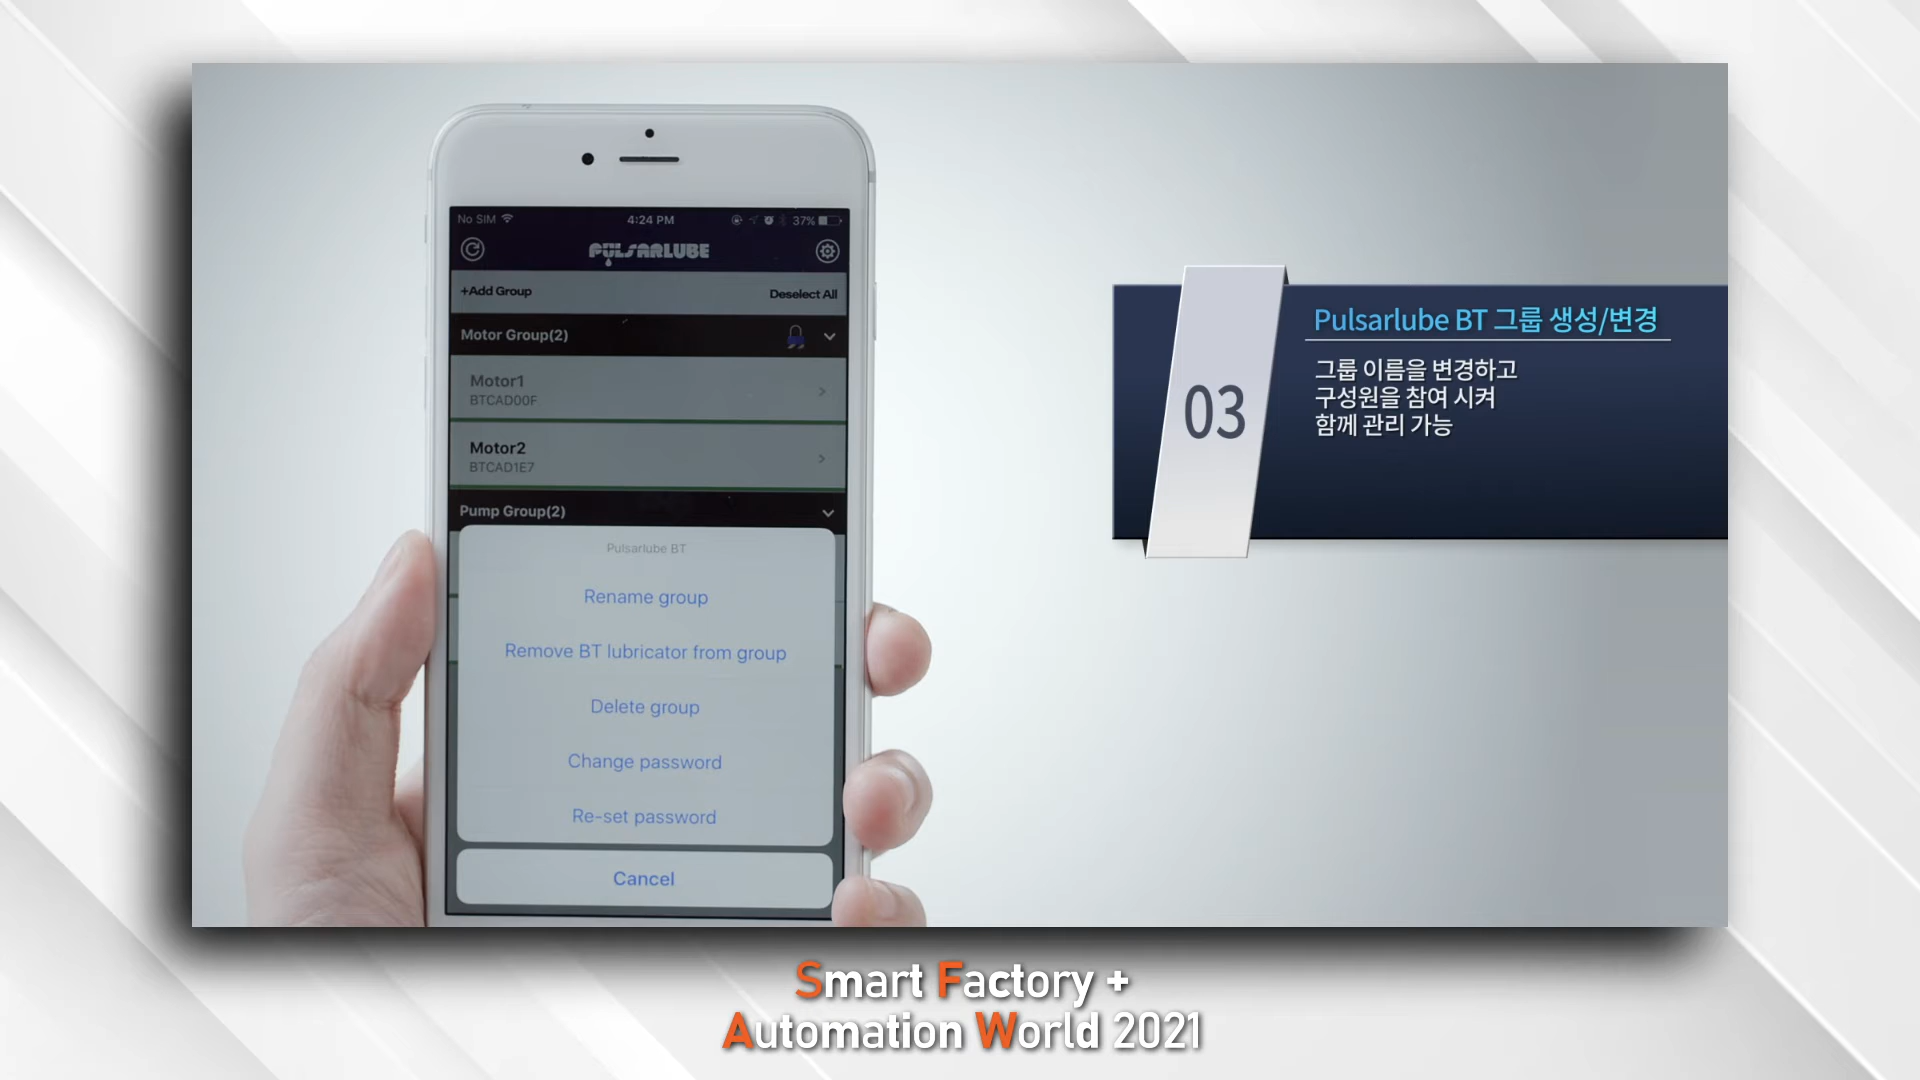 No SIM
4:24 PM
37%
PULSARLUBE
+Add Group
Deselect All
Motor Group(2)
Motor1
BTCAD00F
Motor2
BTCAD1E7
Pump Group(2)
Pulsarlube BT
Rename group
Remove BT lubricator from group
Delete group
Change password
Re-set password
Cancel
03
Pulsarlube BT 그룹 생성/변경
그룹 이름을 변경하고
구성원을 참여 시켜
함께 관리 가능
Smart Factory +
Automation World 2021